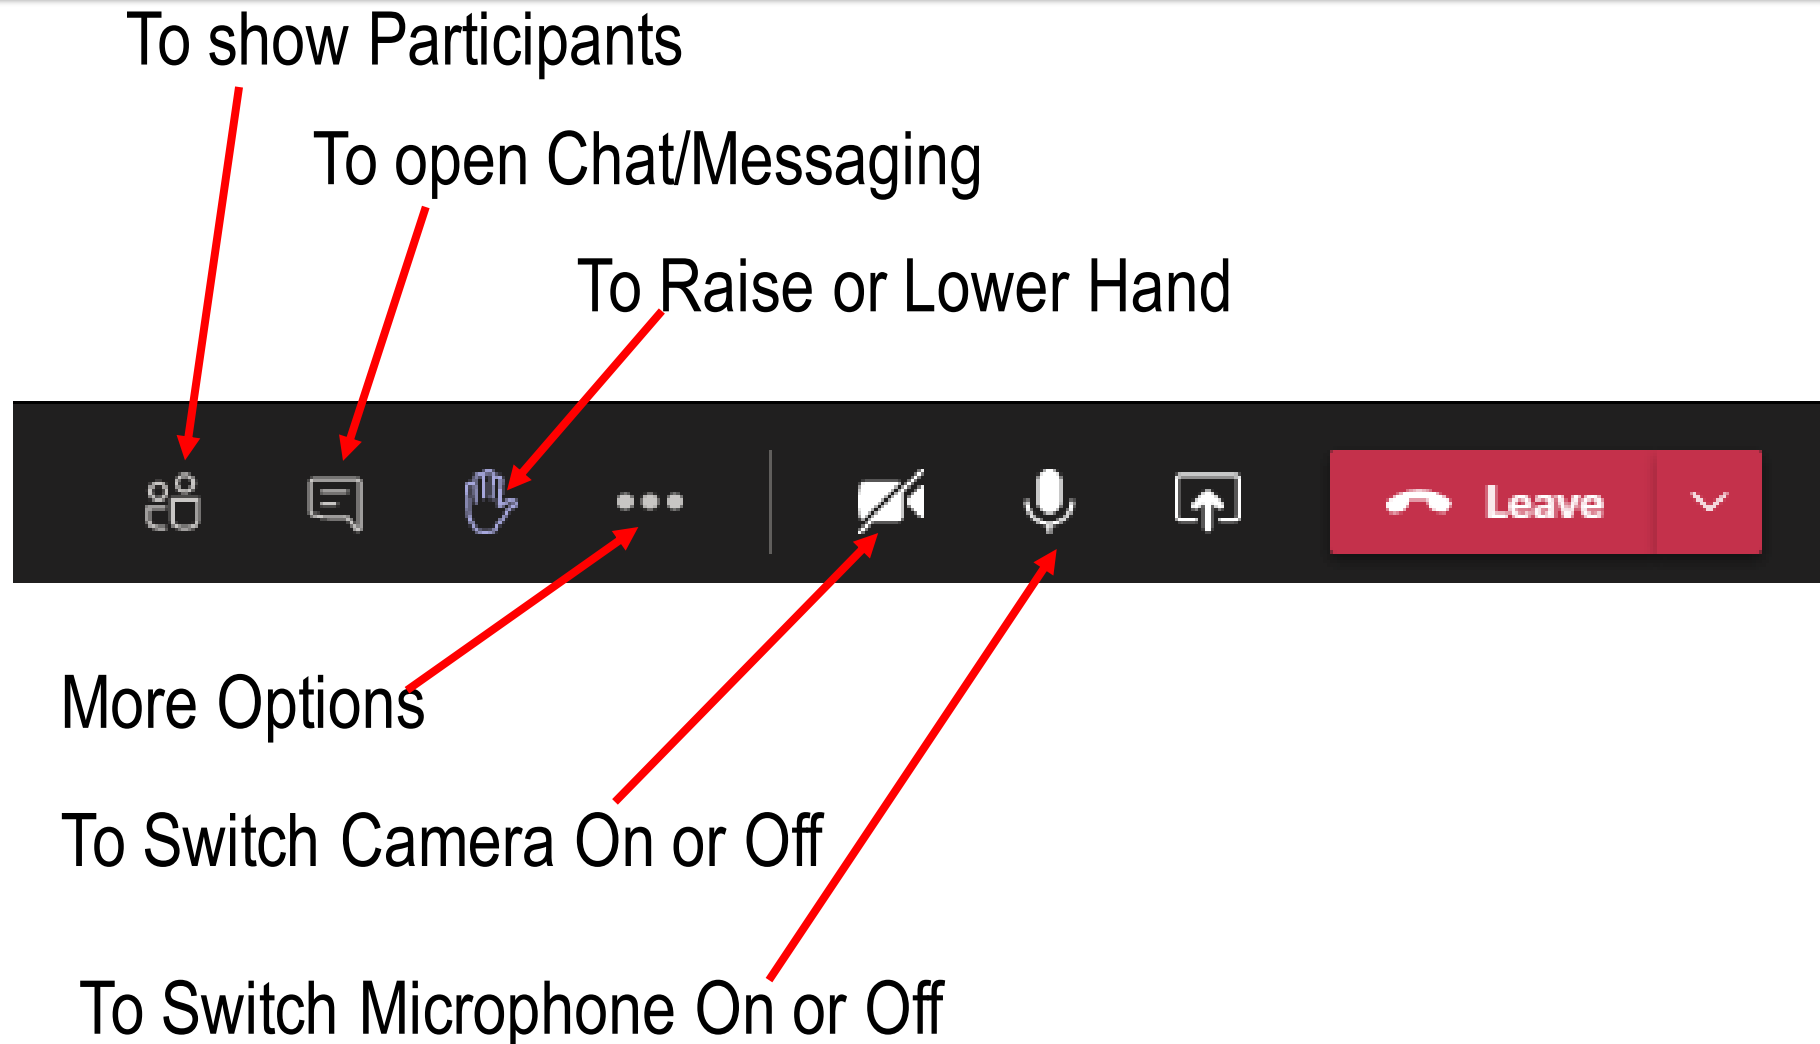 To show Participants
To open Chat/Messaging
To Raise or Lower Hand
Leave
More Options
To Switch Camera On or Off
To Switch Microphone On or Off